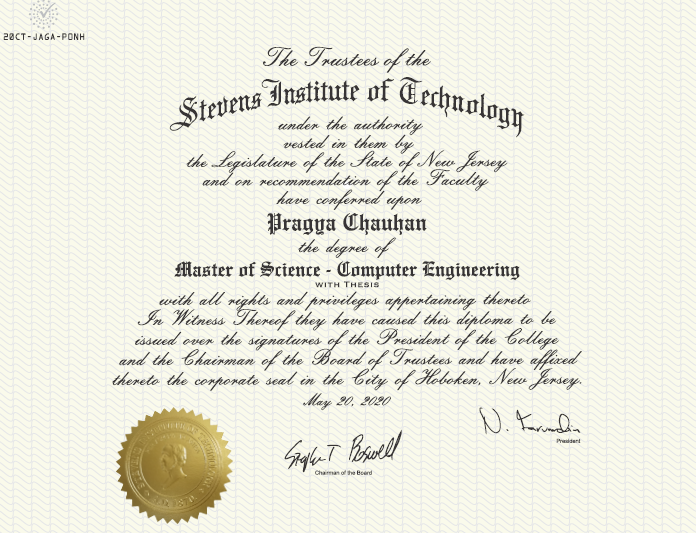 20CT-JAGA-PDNH
The Trustees of the
Stevens Institute of Technology
under the authority
vested in them by
the Legislature of the State of New Jersey
and on recommendation of the Faculty
have conferred upon
Pragya Chauhan
the degree of
Master of Science - Computer Engineering
WITH THESIS
with all rights and privileges appertaining thereto
In Witness Thereof they have caused this diploma to be
issued over the signatures of the President of the College
and the Chairman of the Board of Trustees and have affixed
thereto the corporate seal in the City of Hoboken, New Jersey.
May 20, 2020
President
Chairman of the Board